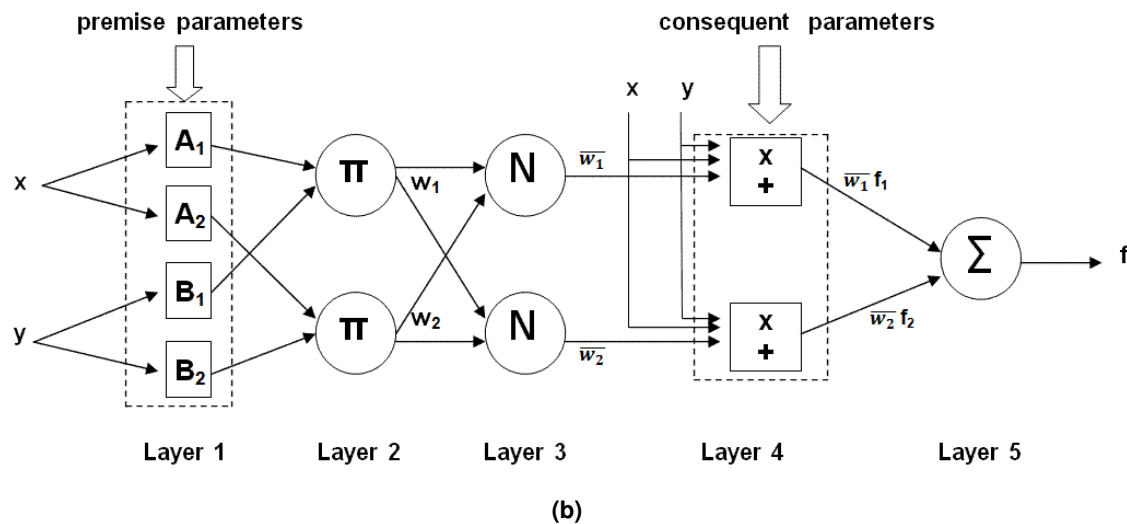 premise parameters
consequent parameters
x y
A₁
x
A₂
B₁
y
B₂
π
w₁
π
w₂
N
w̅₁
N
w̅₂
x
+
x
+
w̅₁ f₁
w̅₂ f₂
Σ
f
Layer 1 Layer 2 Layer 3 Layer 4 Layer 5
(b)